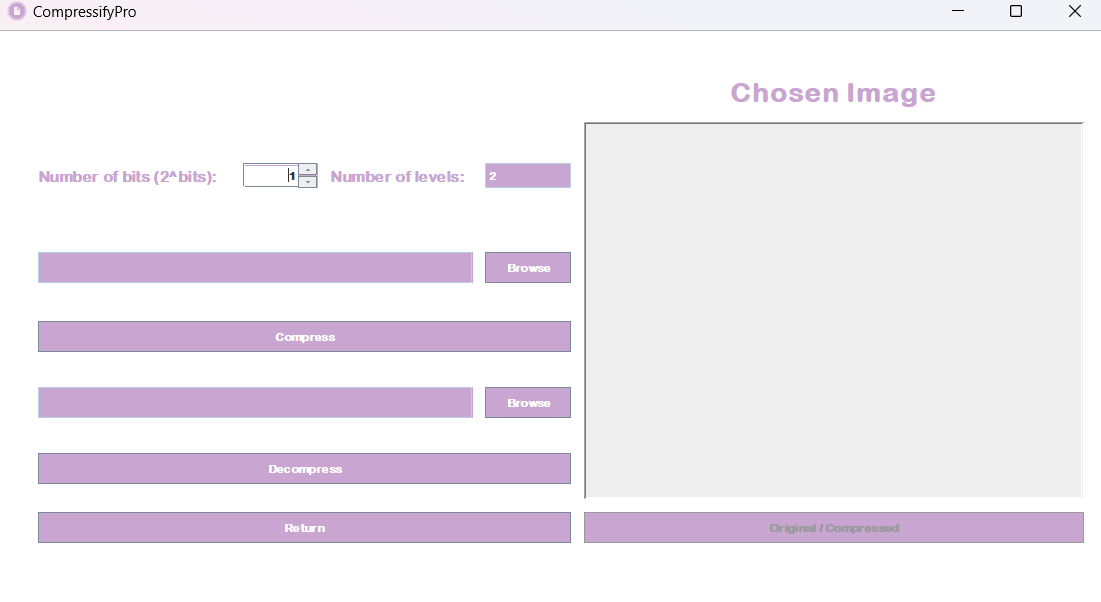 CompressifyPro
Chosen Image
Number of bits (2^bits): 1 Number of levels: 2
Browse
Compress
Browse
Decompress
Return
Original / Compressed